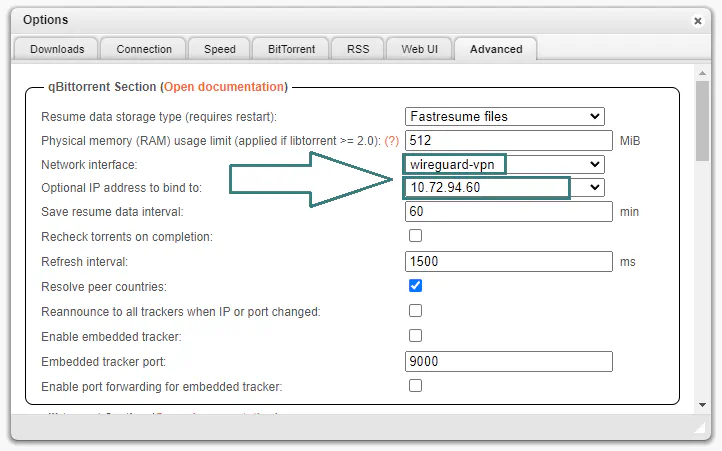 Options
Downloads Connection Speed BitTorrent RSS Web UI Advanced
qBittorrent Section (Open documentation)
Resume data storage type (requires restart): Fastresume files
Physical memory (RAM) usage limit (applied if libtorrent >= 2.0): (?) 512 MiB
Network interface: wireguard-vpn
Optional IP address to bind to: 10.72.94.60
Save resume data interval: 60 min
Recheck torrents on completion:
Refresh interval: 1500 ms
Resolve peer countries:
Reannounce to all trackers when IP or port changed:
Enable embedded tracker:
Embedded tracker port: 9000
Enable port forwarding for embedded tracker: